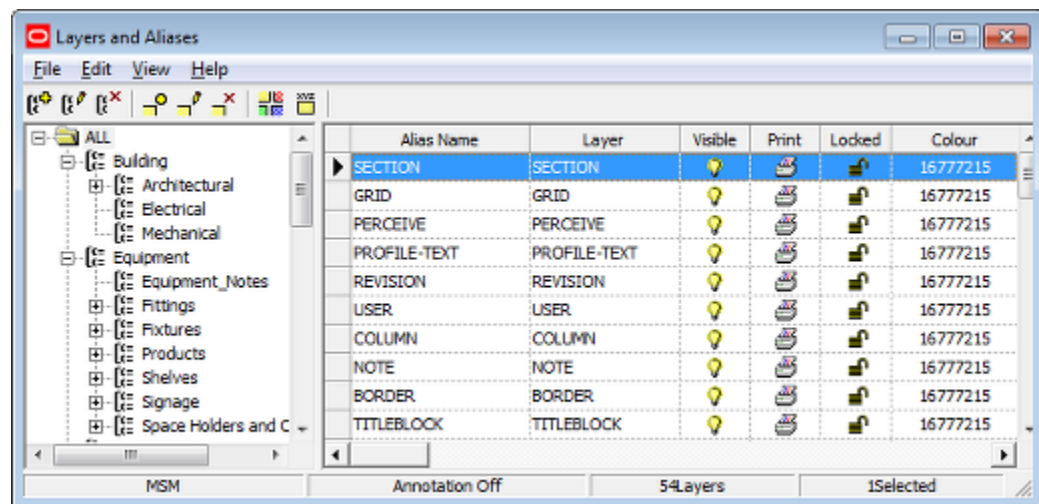 Layers and Aliases
File Edit View Help
XYZ
ALL
Building
Architectural
Electrical
Mechanical
Equipment
Equipment_Notes
Fittings
Fixtures
Products
Shelves
Signage
Space Holders and C
Alias Name Layer Visible Print Locked Colour
SECTION SECTION 16777215
GRID GRID 16777215
PERCEIVE PERCEIVE 16777215
PROFILE-TEXT PROFILE-TEXT 16777215
REVISION REVISION 16777215
USER USER 16777215
COLUMN COLUMN 16777215
NOTE NOTE 16777215
BORDER BORDER 16777215
TITLEBLOCK TITLEBLOCK 16777215
MSM Annotation Off 54Layers 1Selected